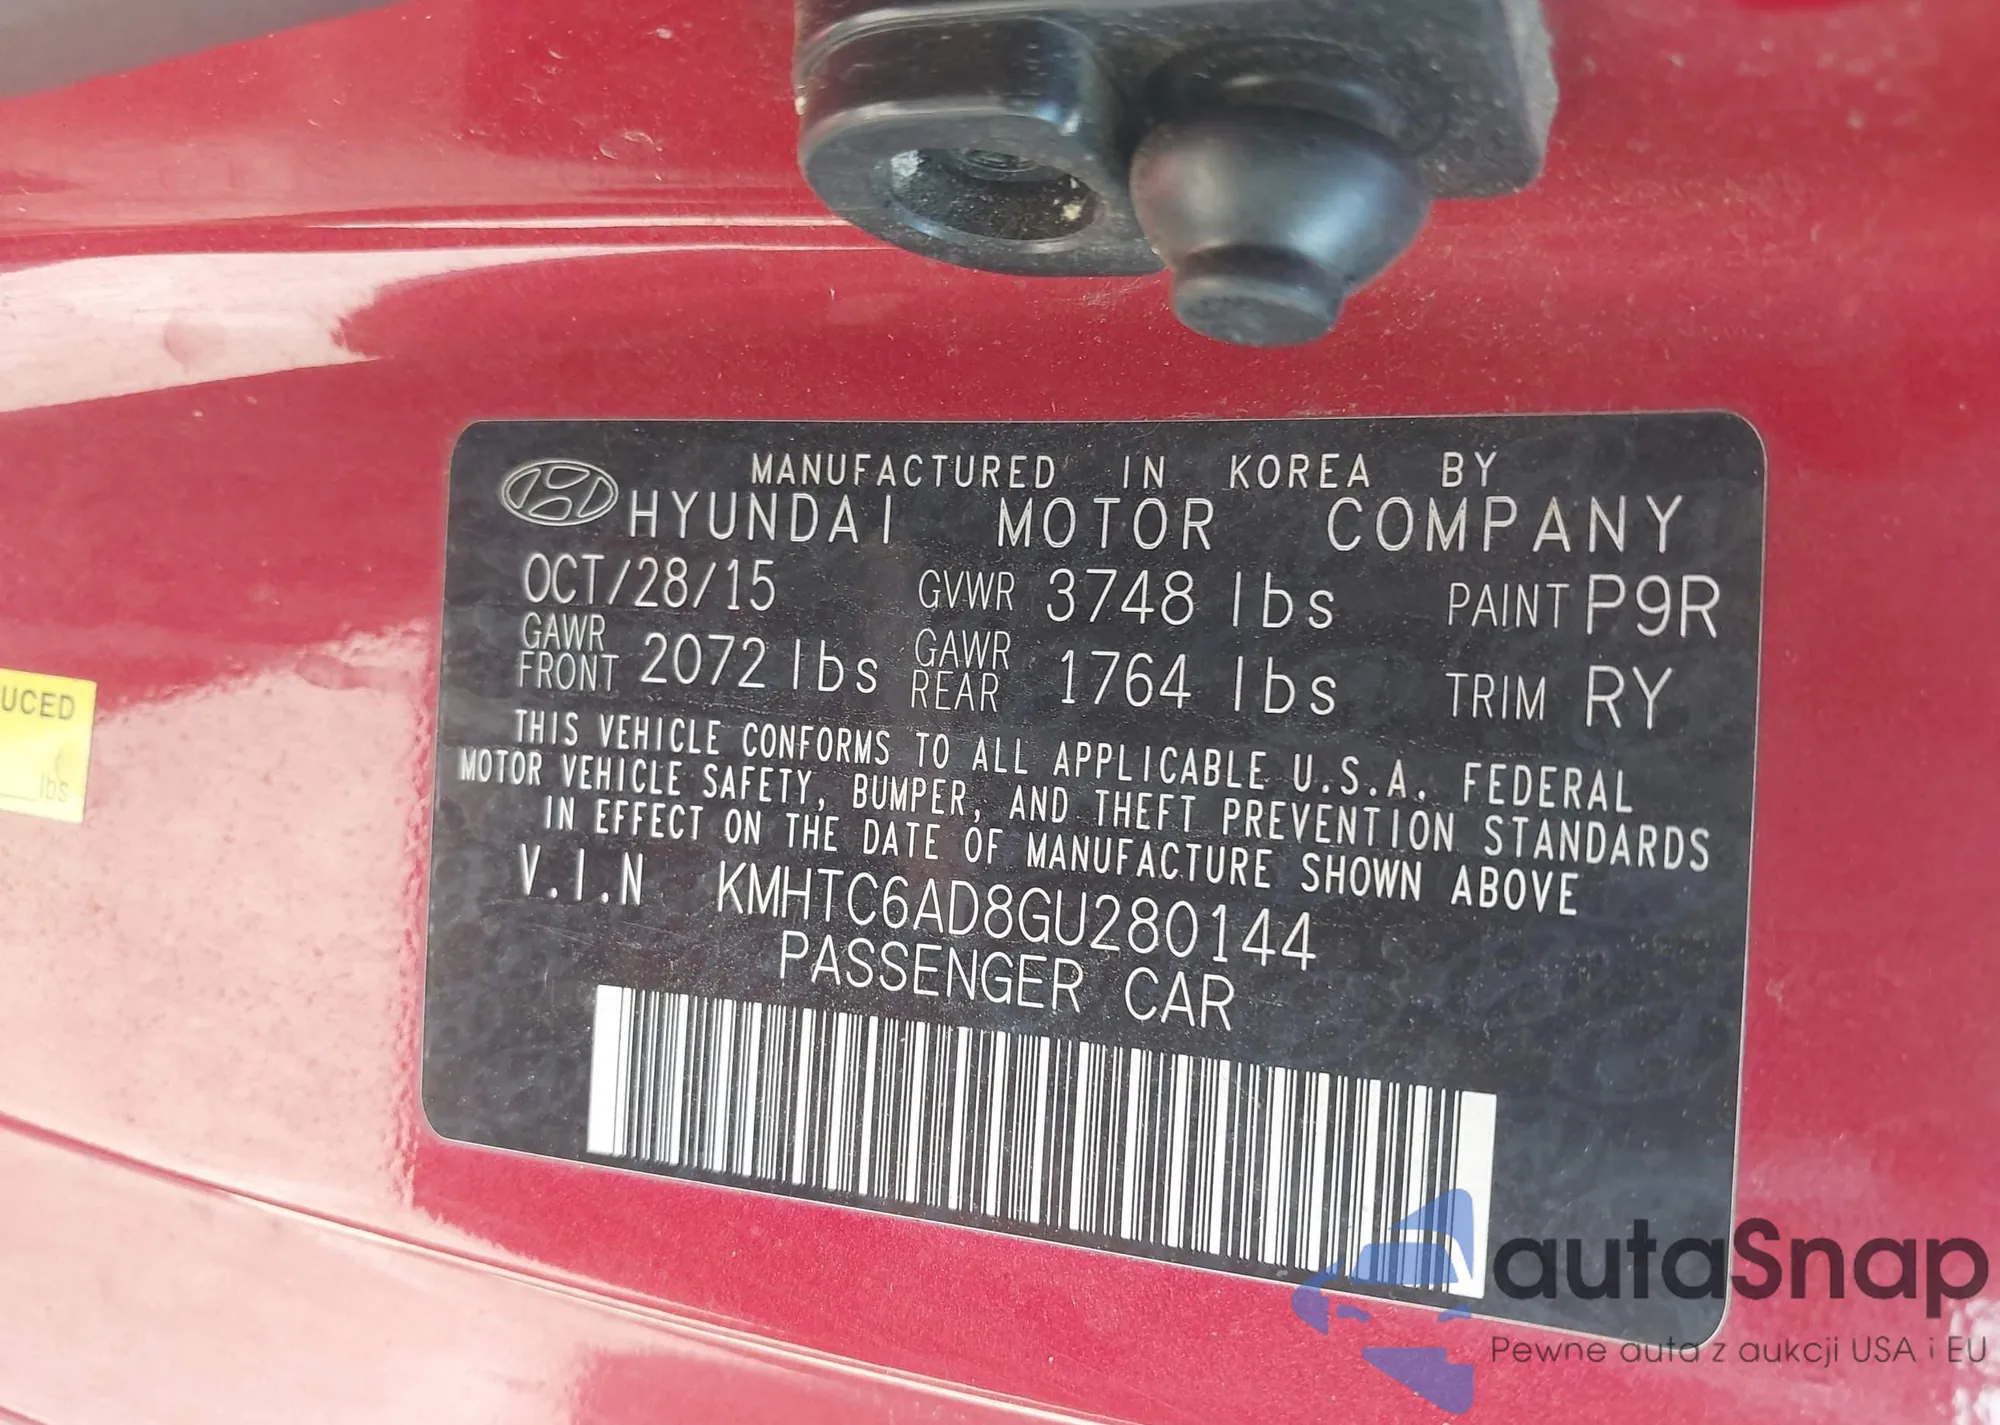 MANUFACTURED IN KOREA BY
HYUNDAI MOTOR COMPANY
OCT/28/15 GVWR 3748 lbs PAINT P9R
GAWR FRONT 2072 lbs GAWR REAR 1764 lbs TRIM RY
THIS VEHICLE CONFORMS TO ALL APPLICABLE U.S.A. FEDERAL
MOTOR VEHICLE SAFETY, BUMPER, AND THEFT PREVENTION STANDARDS
IN EFFECT ON THE DATE OF MANUFACTURE SHOWN ABOVE
V.I.N KMHTC6AD8GU280144
PASSENGER CAR
UCED
lbs
autaSnap
Pewne auta z aukcji USA i EU